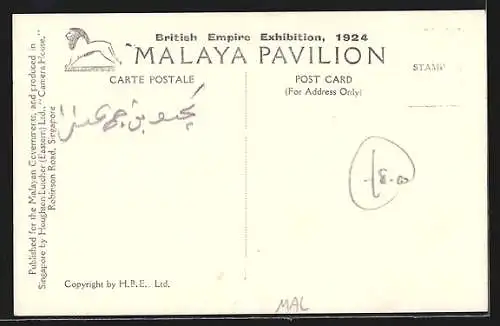 British Empire Exhibition, 1924
MALAYA PAVILION
CARTE POSTALE
POST CARD
(For Address Only)
STAMP
Published for the Malayan Government, and produced in
Singapore by Houghton-Butcher (Eastern) Ltd., "Camera House,"
Robinson Road, Singapore
Copyright by H.B.E., Ltd.
MAL